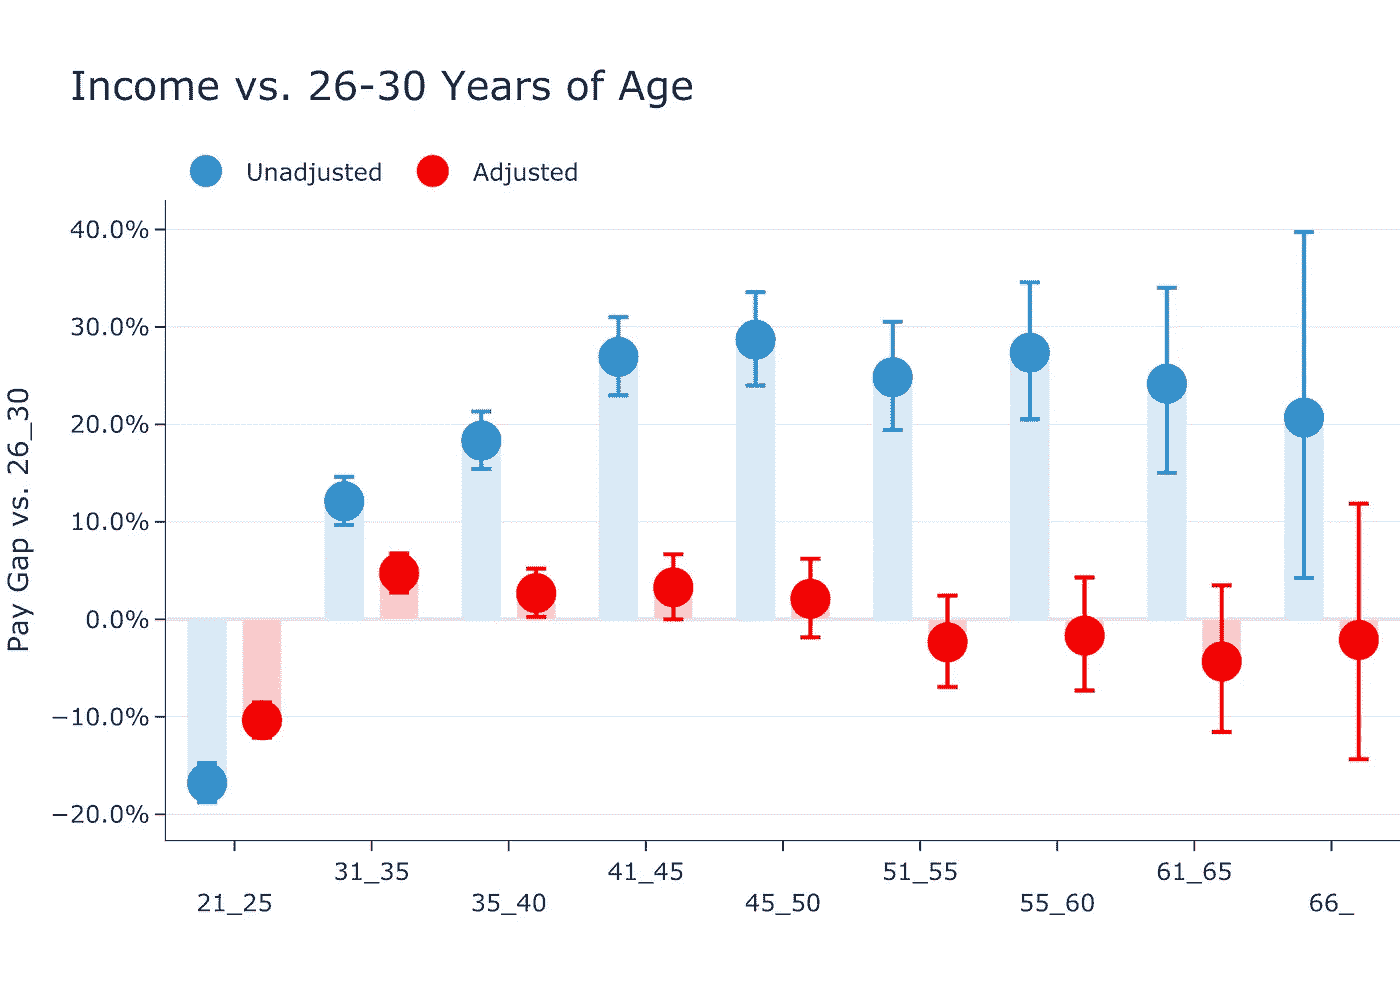 Income vs. 26-30 Years of Age
Unadjusted Adjusted
Pay Gap vs. 26_30
40.0%
30.0%
20.0%
10.0%
0.0%
−10.0%
−20.0%
31_35 41_45 51_55 61_65
21_25 35_40 45_50 55_60 66_